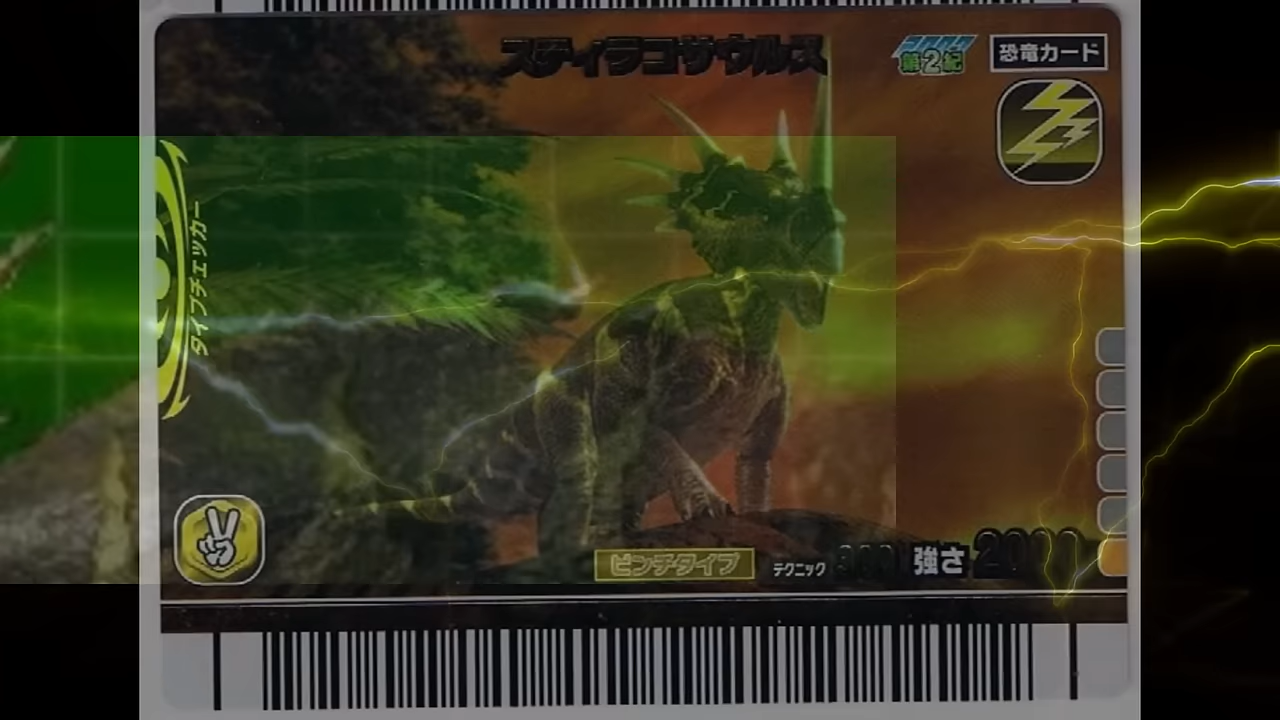 スティラコサウルス
第2紀
恐竜カード
タイプチェッカー
ピンチタイプ
テクニック
強さ